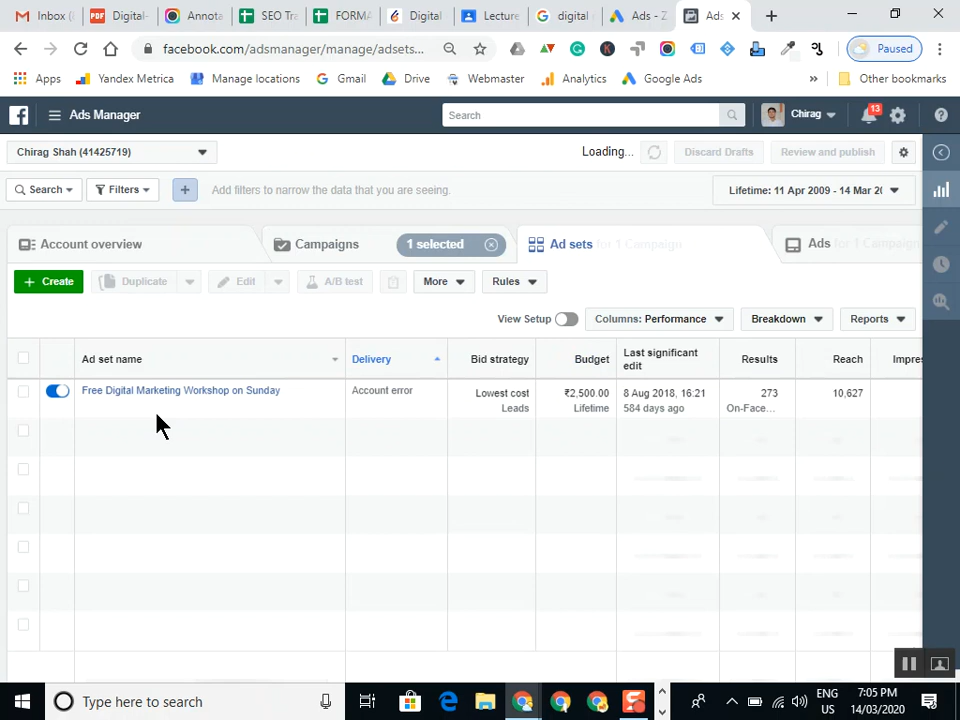 Inbox (
Digital-
Annota
SEO Tra
FORMA
Digital
Lecture
digital
Ads - Z
Ads
facebook.com/adsmanager/manage/adsets...
Paused
Apps
Yandex Metrica
Manage locations
Gmail
Drive
Webmaster
Analytics
Google Ads
»
Other bookmarks
Ads Manager
Search
Chirag
13
Chirag Shah (41425719)
Loading...
Discard Drafts
Review and publish
Search
Filters
Add filters to narrow the data that you are seeing.
Lifetime: 11 Apr 2009 - 14 Mar 20
Account overview
Campaigns
1 selected
Ad sets for 1 Campaign
Ads for 1 Campaign
+ Create
Duplicate
Edit
A/B test
More
Rules
View Setup
Columns: Performance
Breakdown
Reports
Ad set name
Delivery
Bid strategy
Budget
Last significant edit
Results
Reach
Impres
Free Digital Marketing Workshop on Sunday
Account error
Lowest cost
Leads
₹2,500.00
Lifetime
8 Aug 2018, 16:21
584 days ago
273
On-Face...
10,627
Type here to search
ENG
US
7:05 PM
14/03/2020